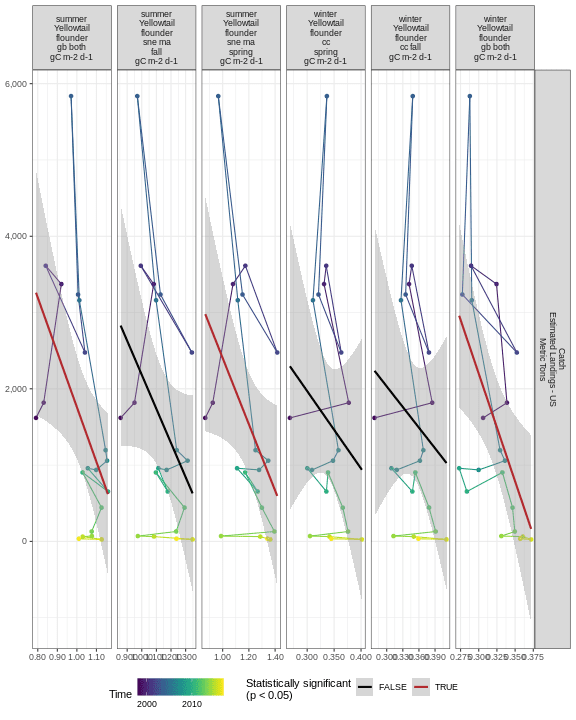 summer
Yellowtail
flounder
gb both
gC m-2 d-1
summer
Yellowtail
flounder
sne ma
fall
gC m-2 d-1
summer
Yellowtail
flounder
sne ma
spring
gC m-2 d-1
winter
Yellowtail
flounder
cc
spring
gC m-2 d-1
winter
Yellowtail
flounder
cc fall
gC m-2 d-1
winter
Yellowtail
flounder
gb both
gC m-2 d-1
6,000
4,000
2,000
0
Catch
Estimated Landings - US
Metric Tons
0.80 0.90 1.00 1.10
0.90 1.00 1.10 1.20 1.30
1.00 1.20 1.40
0.300 0.350 0.400
0.300 0.330 0.360 0.390
0.275 0.300 0.325 0.350 0.375
Time
2000 2010
Statistically significant
(p < 0.05)
FALSE
TRUE